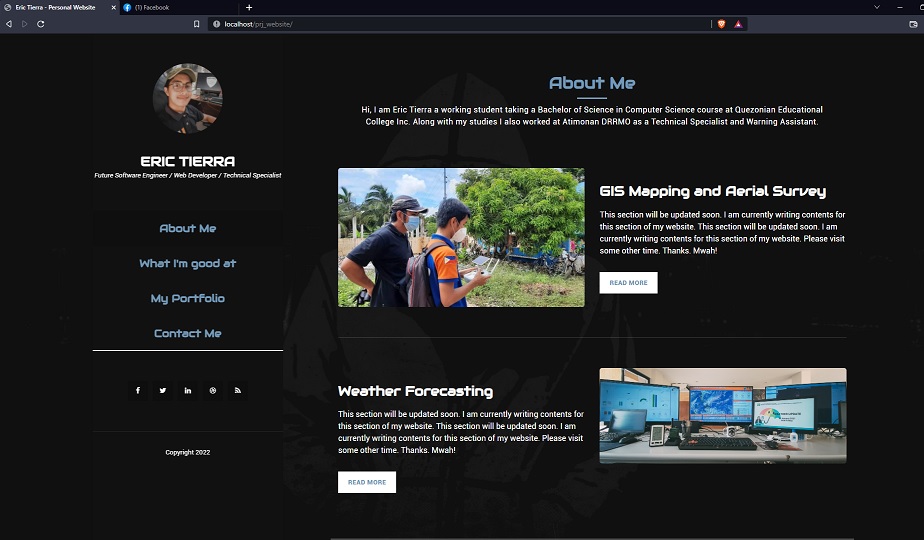 Eric Tierra - Personal Website
(1) Facebook
localhost/prj_website/
ERIC TIERRA
Future Software Engineer / Web Developer / Technical Specialist
About Me
What I'm good at
My Portfolio
Contact Me
Copyright 2022
About Me
Hi, I am Eric Tierra a working student taking a Bachelor of Science in Computer Science course at Quezonian Educational
College Inc. Along with my studies I also worked at Atimonan DRRMO as a Technical Specialist and Warning Assistant.
GIS Mapping and Aerial Survey
This section will be updated soon. I am currently writing contents for
this section of my website. This section will be updated soon. I am
currently writing contents for this section of my website. Please visit
some other time. Thanks. Mwah!
READ MORE
Weather Forecasting
This section will be updated soon. I am currently writing contents for
this section of my website. This section will be updated soon. I am
currently writing contents for this section of my website. Please visit
some other time. Thanks. Mwah!
READ MORE